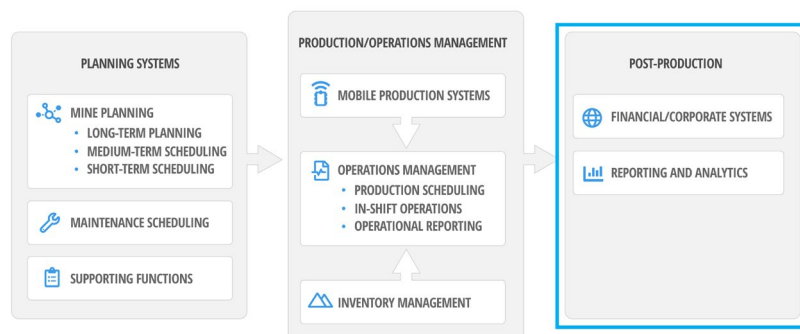 PLANNING SYSTEMS
MINE PLANNING
• LONG-TERM PLANNING
• MEDIUM-TERM SCHEDULING
• SHORT-TERM SCHEDULING
MAINTENANCE SCHEDULING
SUPPORTING FUNCTIONS
PRODUCTION/OPERATIONS MANAGEMENT
MOBILE PRODUCTION SYSTEMS
OPERATIONS MANAGEMENT
• PRODUCTION SCHEDULING
• IN-SHIFT OPERATIONS
• OPERATIONAL REPORTING
INVENTORY MANAGEMENT
POST-PRODUCTION
FINANCIAL/CORPORATE SYSTEMS
REPORTING AND ANALYTICS